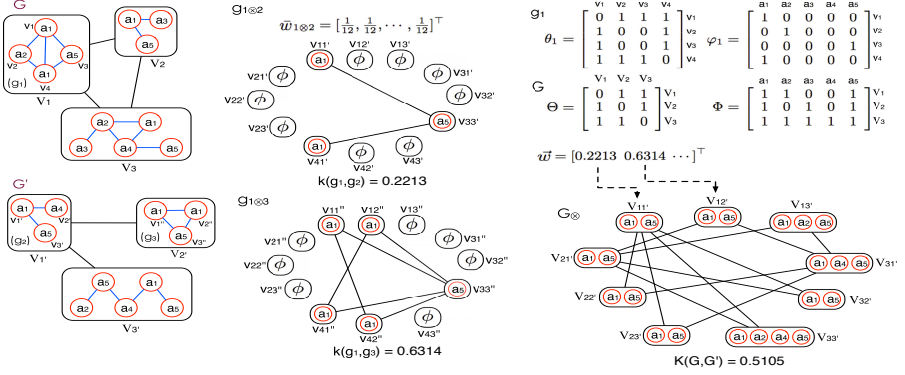 G
a1 a3
a5
V2
a1
a2 a5
v2 v3
a1
(g1) v4
V1
a2 a1
a3 a4 a5
V3
G'
a1 a4
v1' v2'
a5
(g2) v3'
V1'
a1 a1
v1" v2"
(g3) a5 v3"
V2'
a5 a1
a2 a4 a5
V3'
g1⊗2
w̄1⊗2 = [1/12, 1/12, ⋯, 1/12]⊤
v11' v12' v13'
a1 ϕ ϕ
v21' ϕ ϕ v31'
v22' ϕ ϕ v32'
a5 v33'
v23' ϕ
a1 ϕ ϕ
v41' v42' v43'
k(g1,g2) = 0.2213
g1⊗3
v11" v12" v13"
a1 a1 ϕ
v21" ϕ ϕ v31"
v22" ϕ ϕ v32"
v23" ϕ a5 v33"
a1 a1 ϕ
v41" v42" v43"
k(g1,g3) = 0.6314
g1
v1 v2 v3 v4
θ1 =
0 1 1 1 v1
1 0 0 1 v2
1 0 0 1 v3
1 1 1 0 v4
a1 a2 a3 a4 a5
φ1 =
1 0 0 0 0 v1
0 1 0 0 0 v2
0 0 0 0 1 v3
1 0 0 0 0 v4
G
V1 V2 V3
Θ =
0 1 1 V1
1 0 1 V2
1 1 0 V3
a1 a2 a3 a4 a5
Φ =
1 1 0 0 1 V1
1 0 1 0 1 V2
1 1 1 1 1 V3
w⃗ = [0.2213 0.6314 ⋯]⊤
G⊗
V11' V12' V13'
a1 a5 a1 a5 a1 a2 a5
V21' a1 a5 a1 a4 a5 V31'
V22' a1 a5 a1 a5 V32'
V23' a1 a5 a1 a2 a4 a5 V33'
K(G,G') = 0.5105